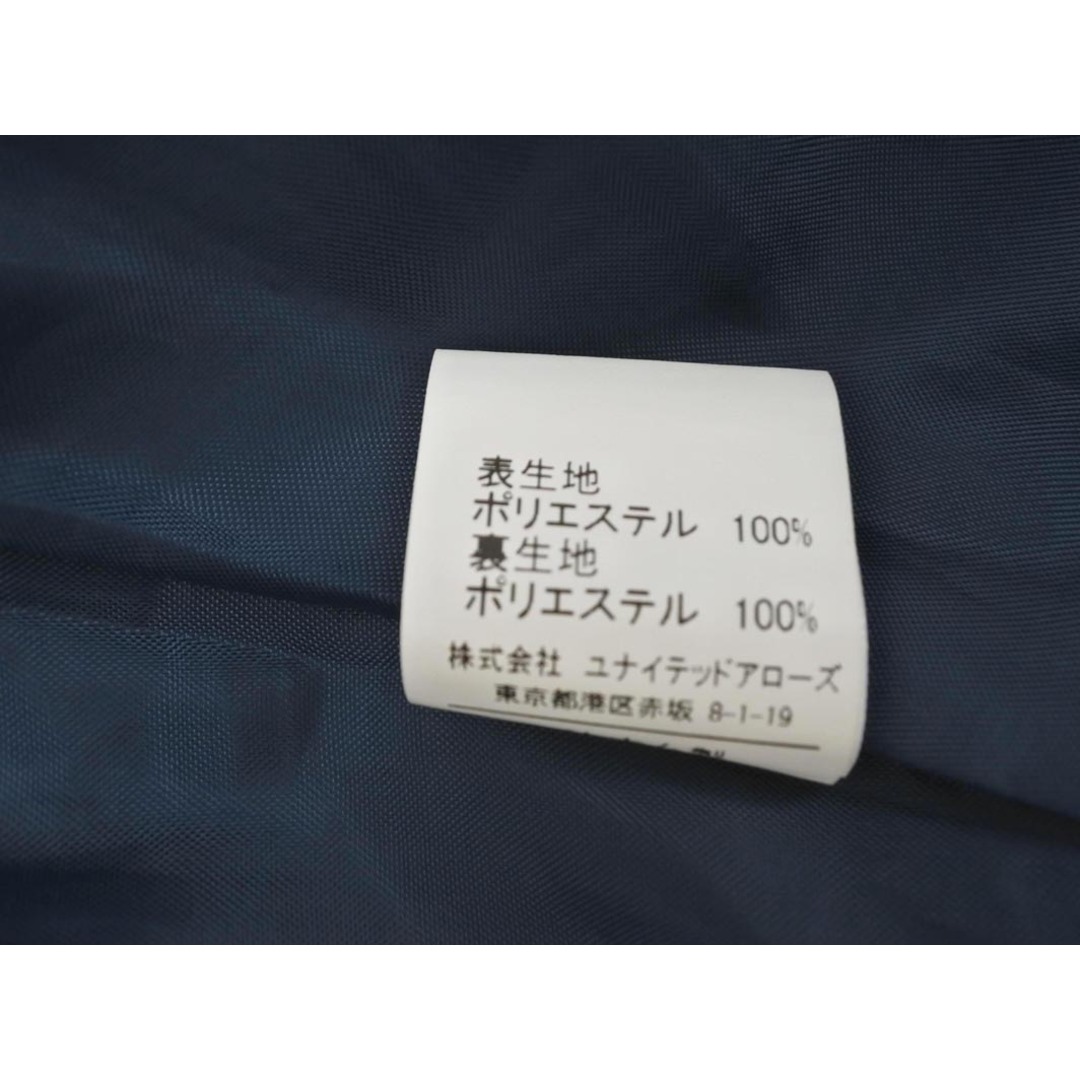 表生地
ポリエステル 100%
裏生地
ポリエステル 100%
株式会社 ユナイテッドアローズ
東京都港区赤坂 8-1-19